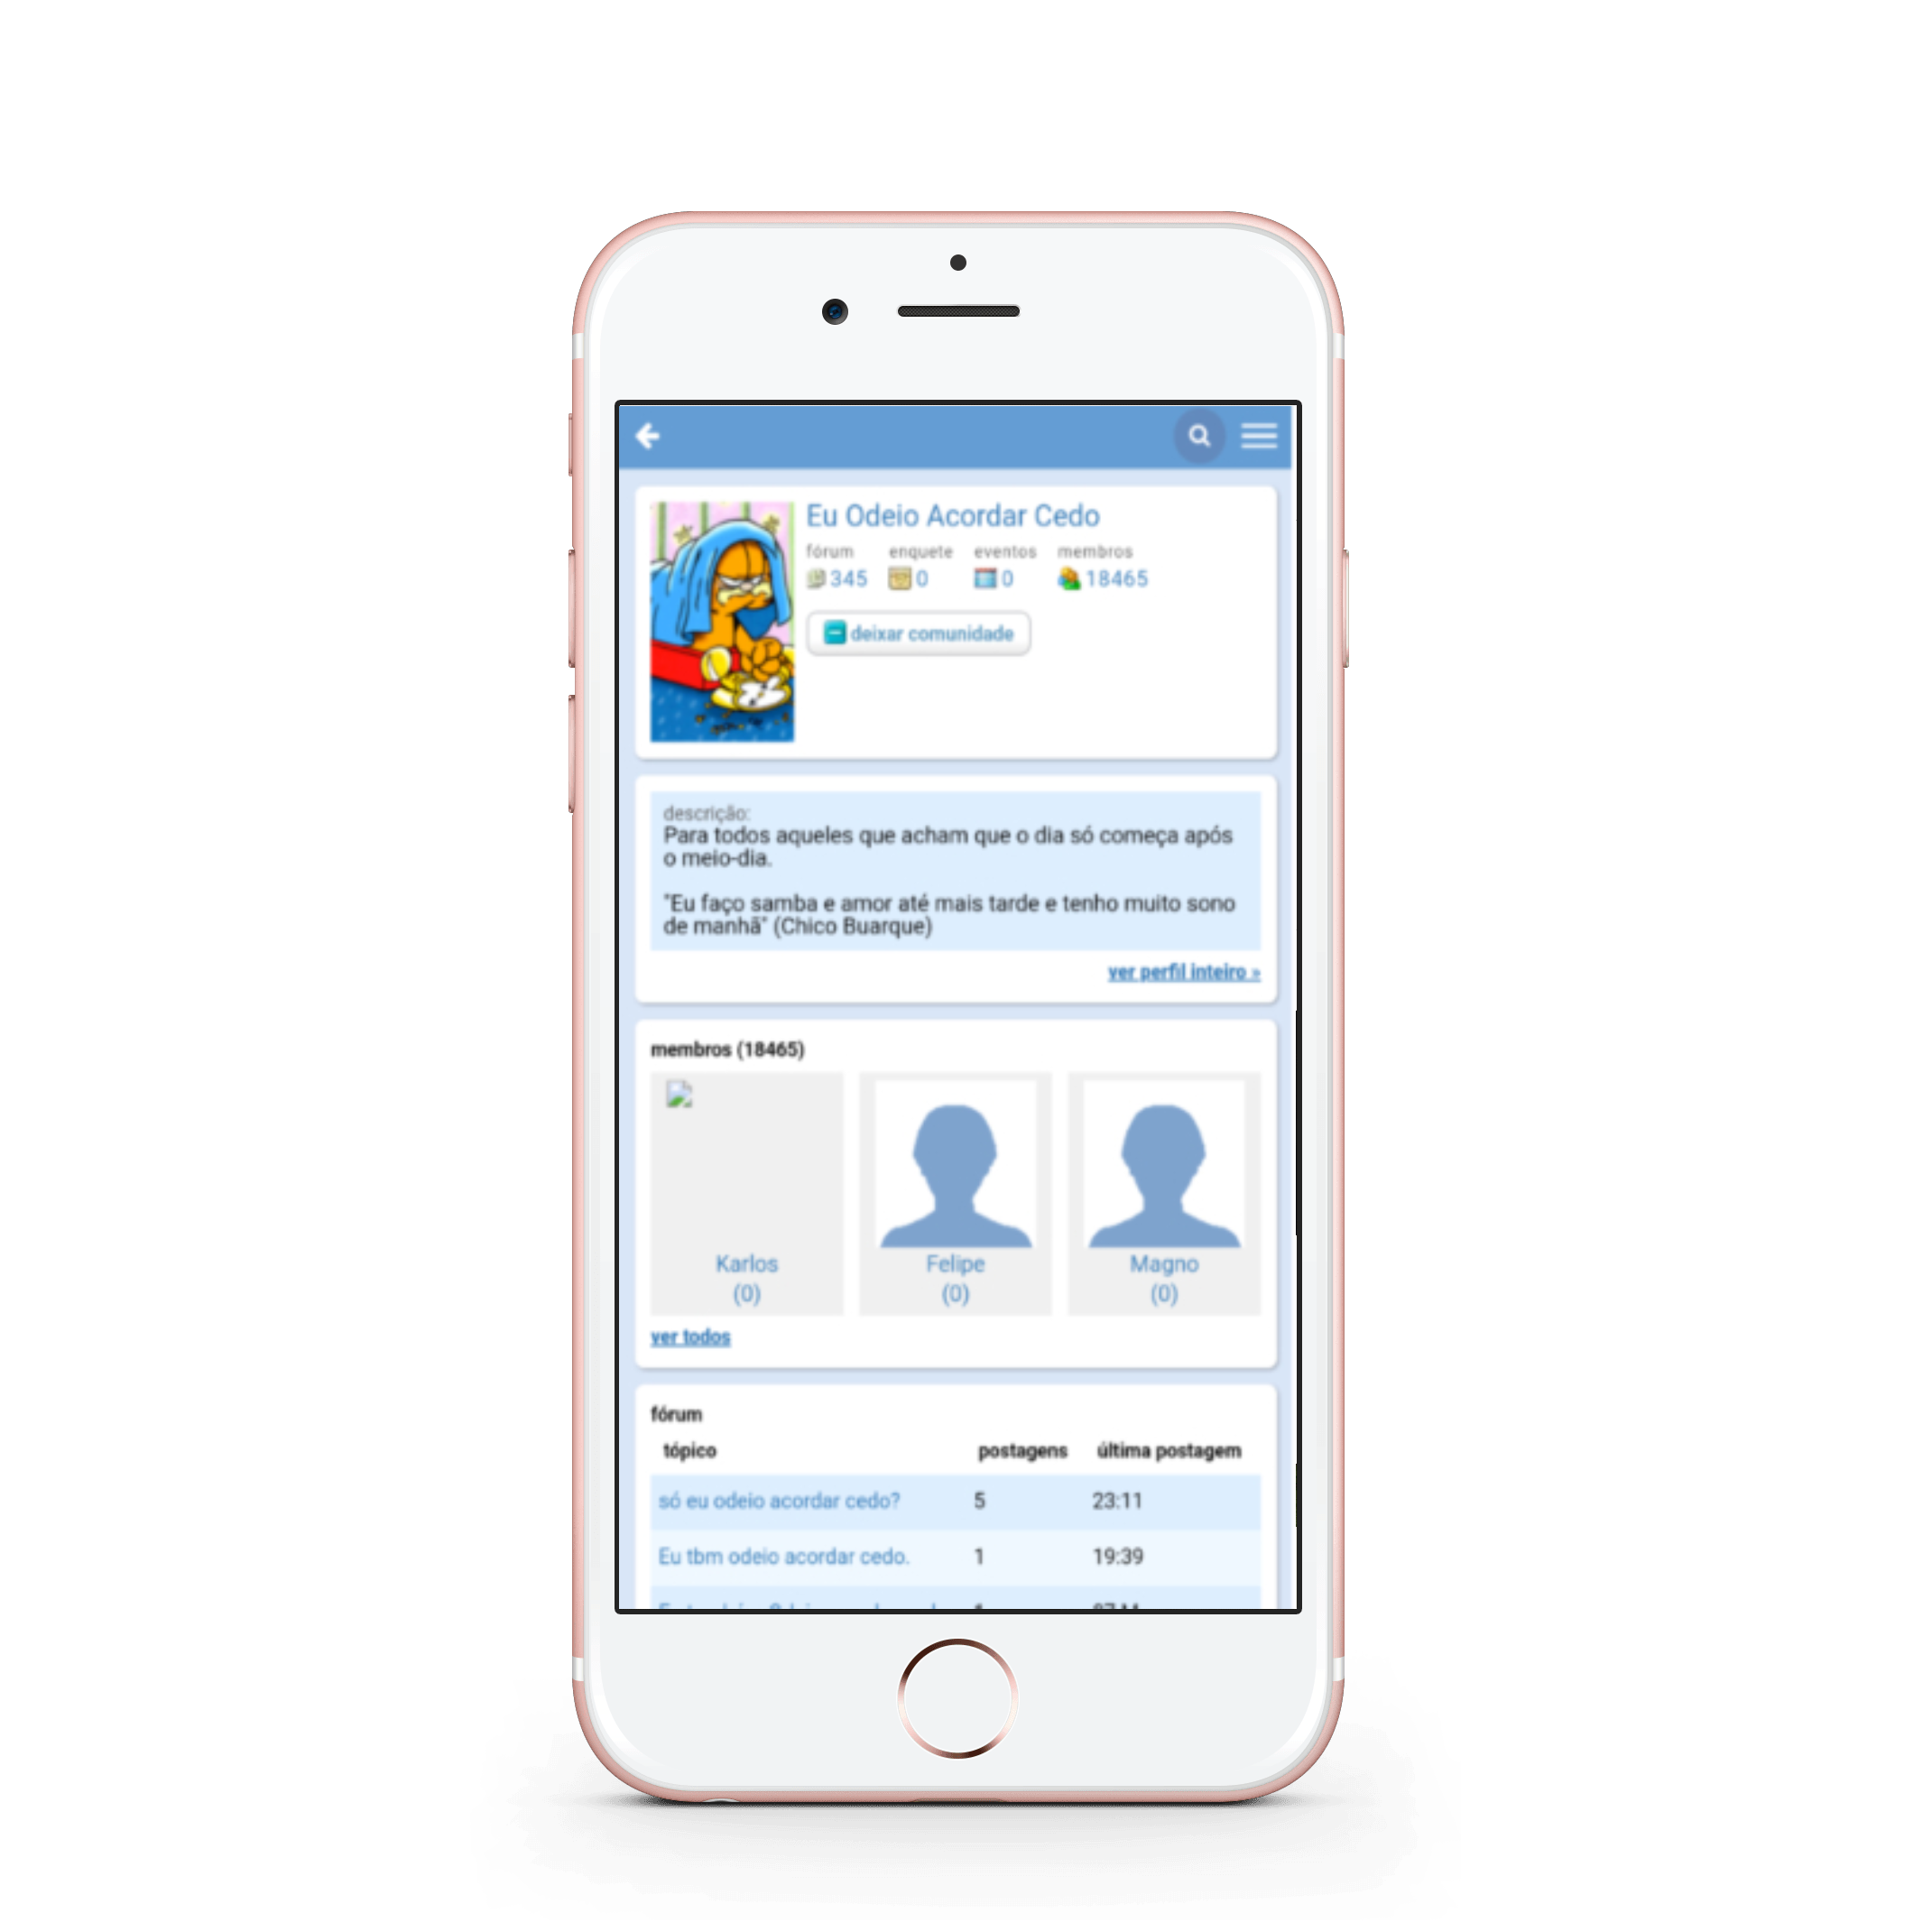 Eu Odeio Acordar Cedo
fórum enquete eventos membros
345 0 0 18465
deixar comunidade
descrição:
Para todos aqueles que acham que o dia só começa após
o meio-dia.
"Eu faço samba e amor até mais tarde e tenho muito sono
de manhã" (Chico Buarque)
ver perfil inteiro »
membros (18465)
Karlos Felipe Magno
(0) (0) (0)
ver todos
fórum
tópico postagens última postagem
só eu odeio acordar cedo? 5 23:11
Eu tbm odeio acordar cedo. 1 19:39